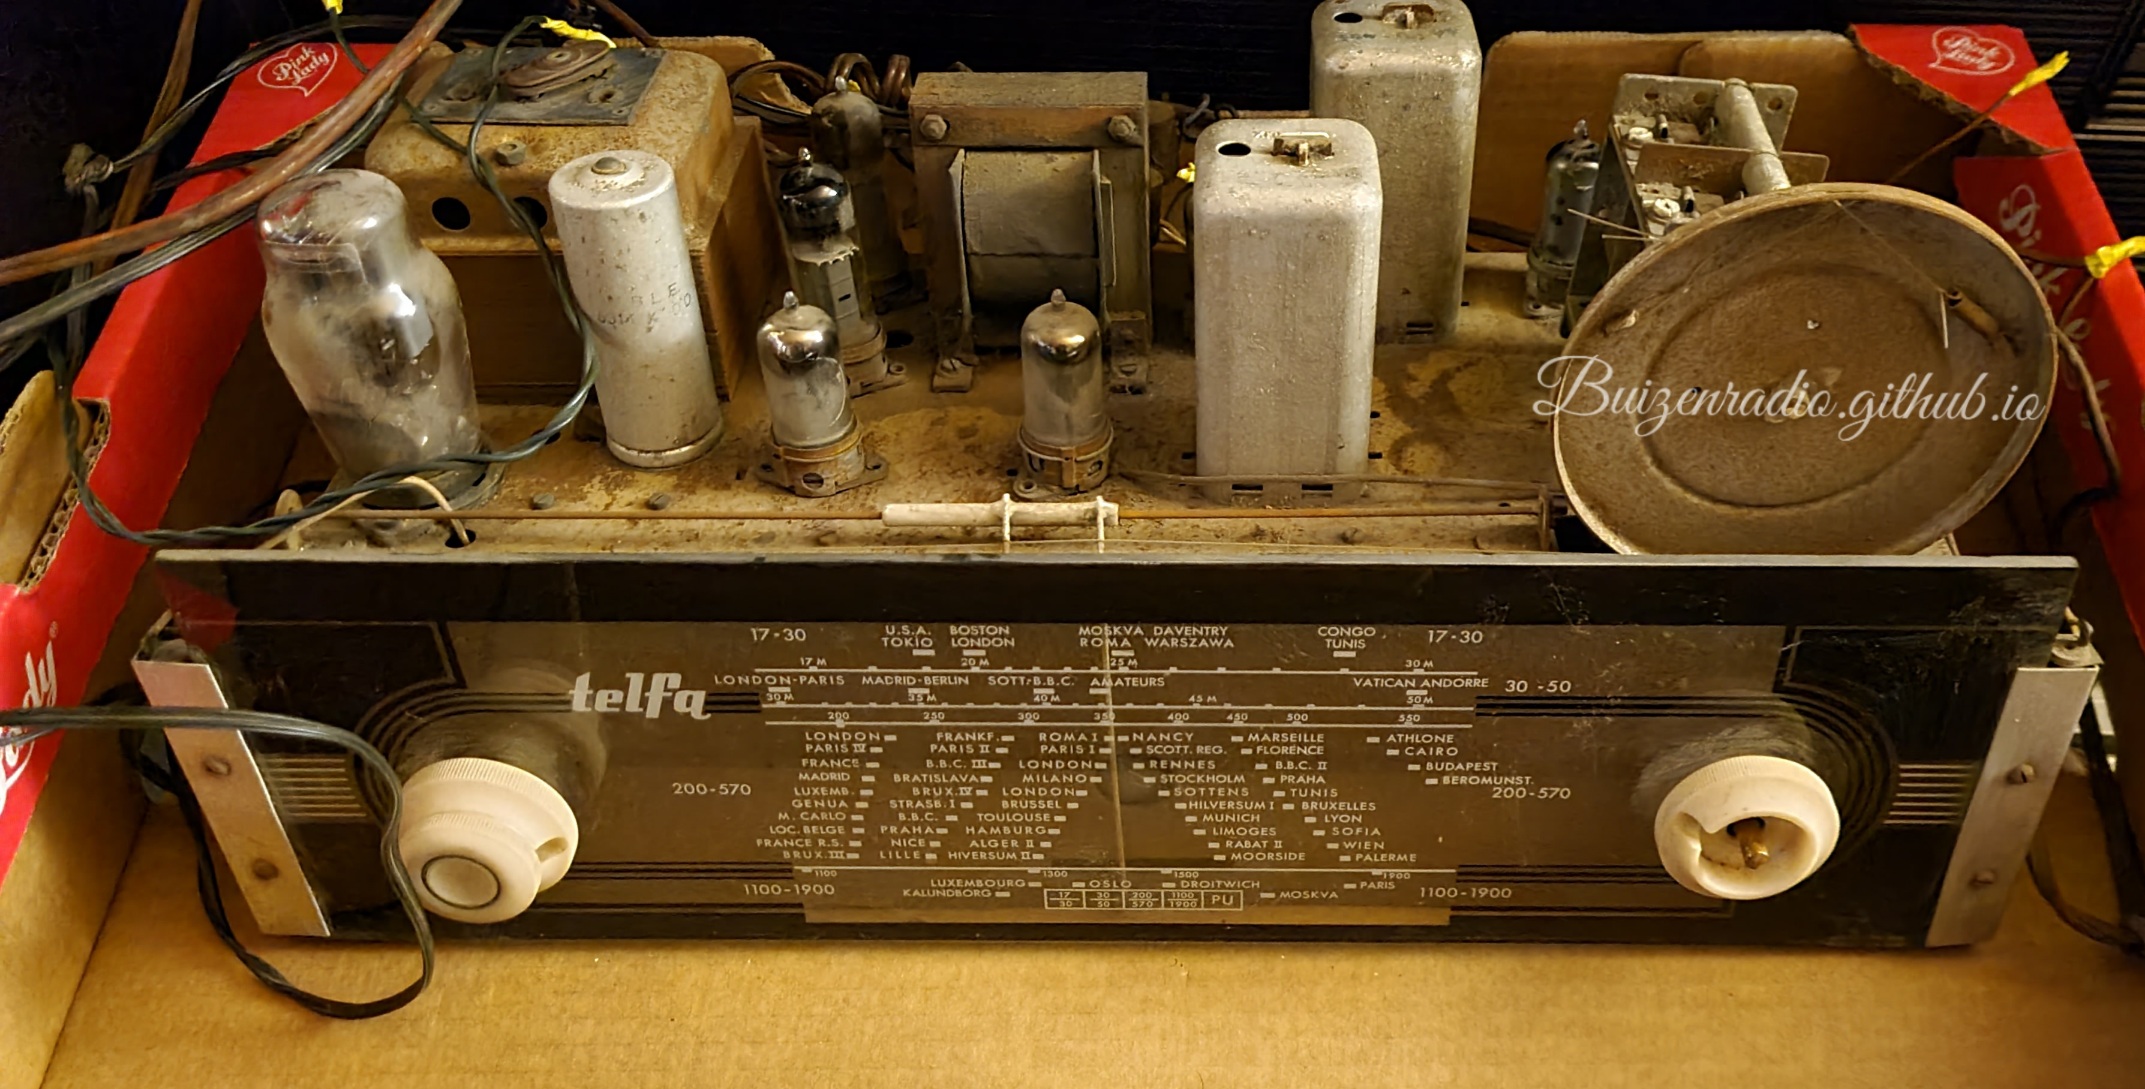 Pink Lady
Pink Lady
Buizenradio.github.io
17-30 U.S.A. BOSTON MOSKVA DAVENTRY CONGO 17-30
TOKIO LONDON ROMA WARSZAWA TUNIS
17 M 20 M 25 M 30 M
LONDON-PARIS MADRID-BERLIN SOTT-B.B.C. AMATEURS VATICAN ANDORRE 30-50
telfa
30 M 35 M 40 M 45 M 50 M
200 250 300 350 400 450 500 550
LONDON FRANKF. ROMA I NANCY MARSEILLE ATHLONE
PARIS IV PARIS II PARIS I SCOTT. REG. FLORENCE CAIRO
FRANCE B.B.C. III LONDON RENNES B.B.C. II BUDAPEST
MADRID BRATISLAVA MILANO STOCKHOLM PRAHA BEROMUNST.
200-570 LUXEMB. BRUX. IV LONDON SOTTENS TUNIS 200-570
GENUA STRASB. I BRÜSSEL HILVERSUM I BRUXELLES
M. CARLO B.B.C. TOULOUSE MUNICH LYON
LOC. BELGE PRAHA HAMBURG LIMOGES SOFIA
FRANCE R.S. NICE ALGER II RABAT II WIEN
BRUX. III LILLE HIVERSUM II MOORSIDE PALERME
1100 1300 1500 1900
1100-1900 LUXEMBOURG OSLO DROITWICH PARIS 1100-1900
KALUNDBORG MOSKVA
17 30 200 1100 PU
30 50 570 1900